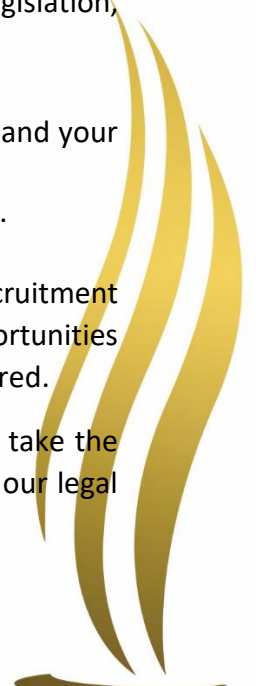 gislation,
and your
.
cruitment
ortunities
red.
take the
our legal